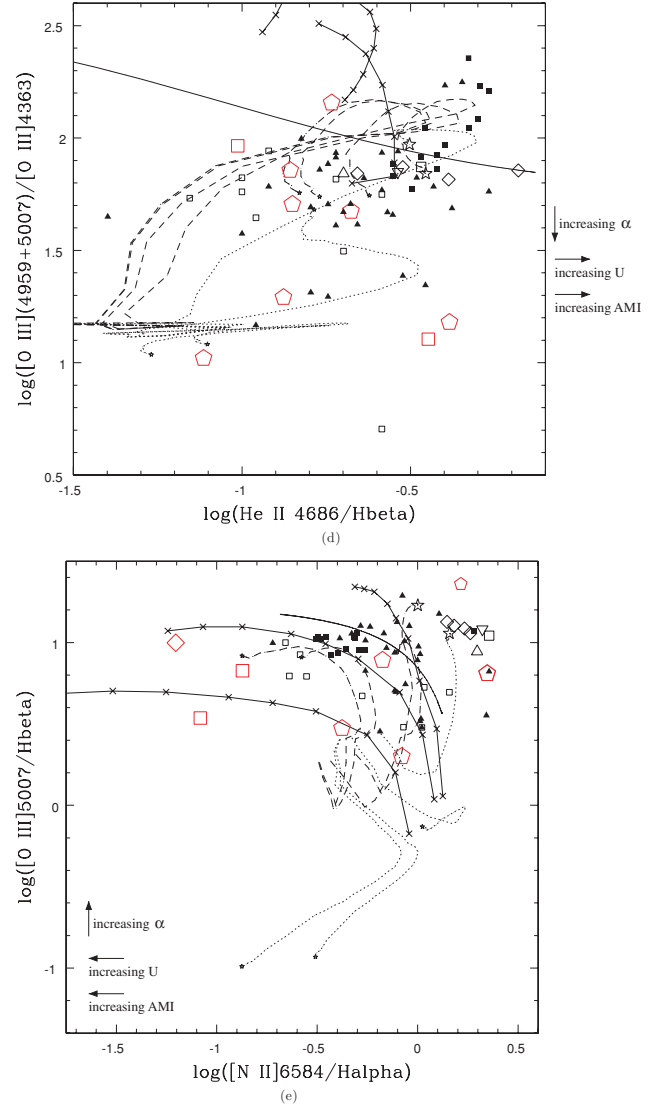 2.5
2
1.5
1
0.5
log([O III](4959+5007)/[O III]4363)
-1.5
-1
-0.5
log(He II 4686/Hbeta)
increasing α
increasing U
increasing AMI
(d)
1
0
-1
log([O III]5007/Hbeta)
increasing α
increasing U
increasing AMI
-1.5
-1
-0.5
0
0.5
log([N II]6584/Halpha)
(e)